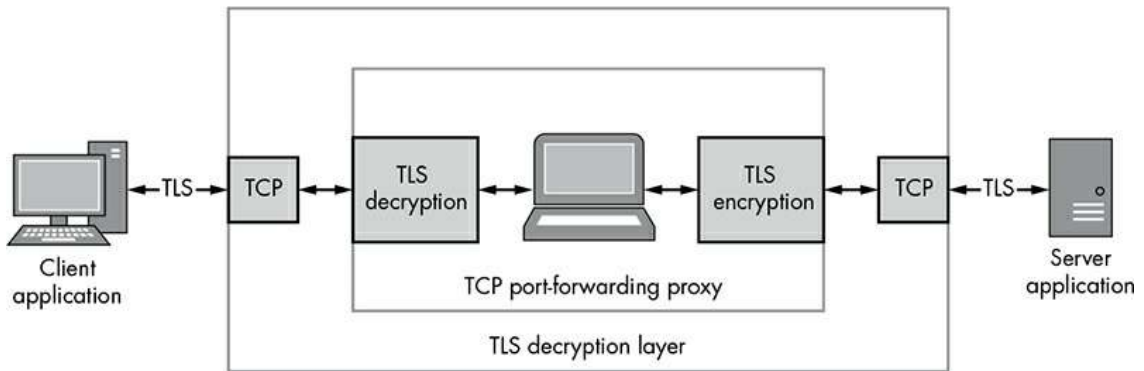 TLS
TCP
TLS
decryption
TLS
encryption
TCP
TLS
Client
application
TCP port-forwarding proxy
Server
application
TLS decryption layer